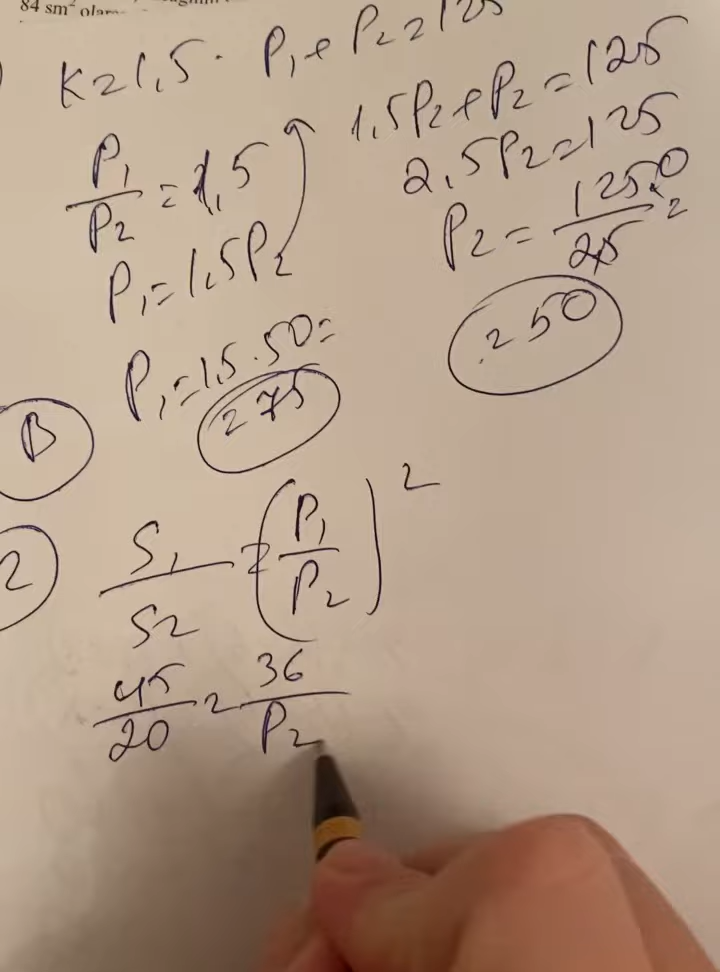 84 sm² olan
K=1,5. P₁+P₂=125
P₁/P₂=1,5
P₁=1,5P₂
P₁=1,5.50=
=75
1,5P₂+P₂=125
2,5P₂=125
P₂=1250/25=
=50
B
2
S₁/S₂=(P₁/P₂)²
45/20=36/P₂